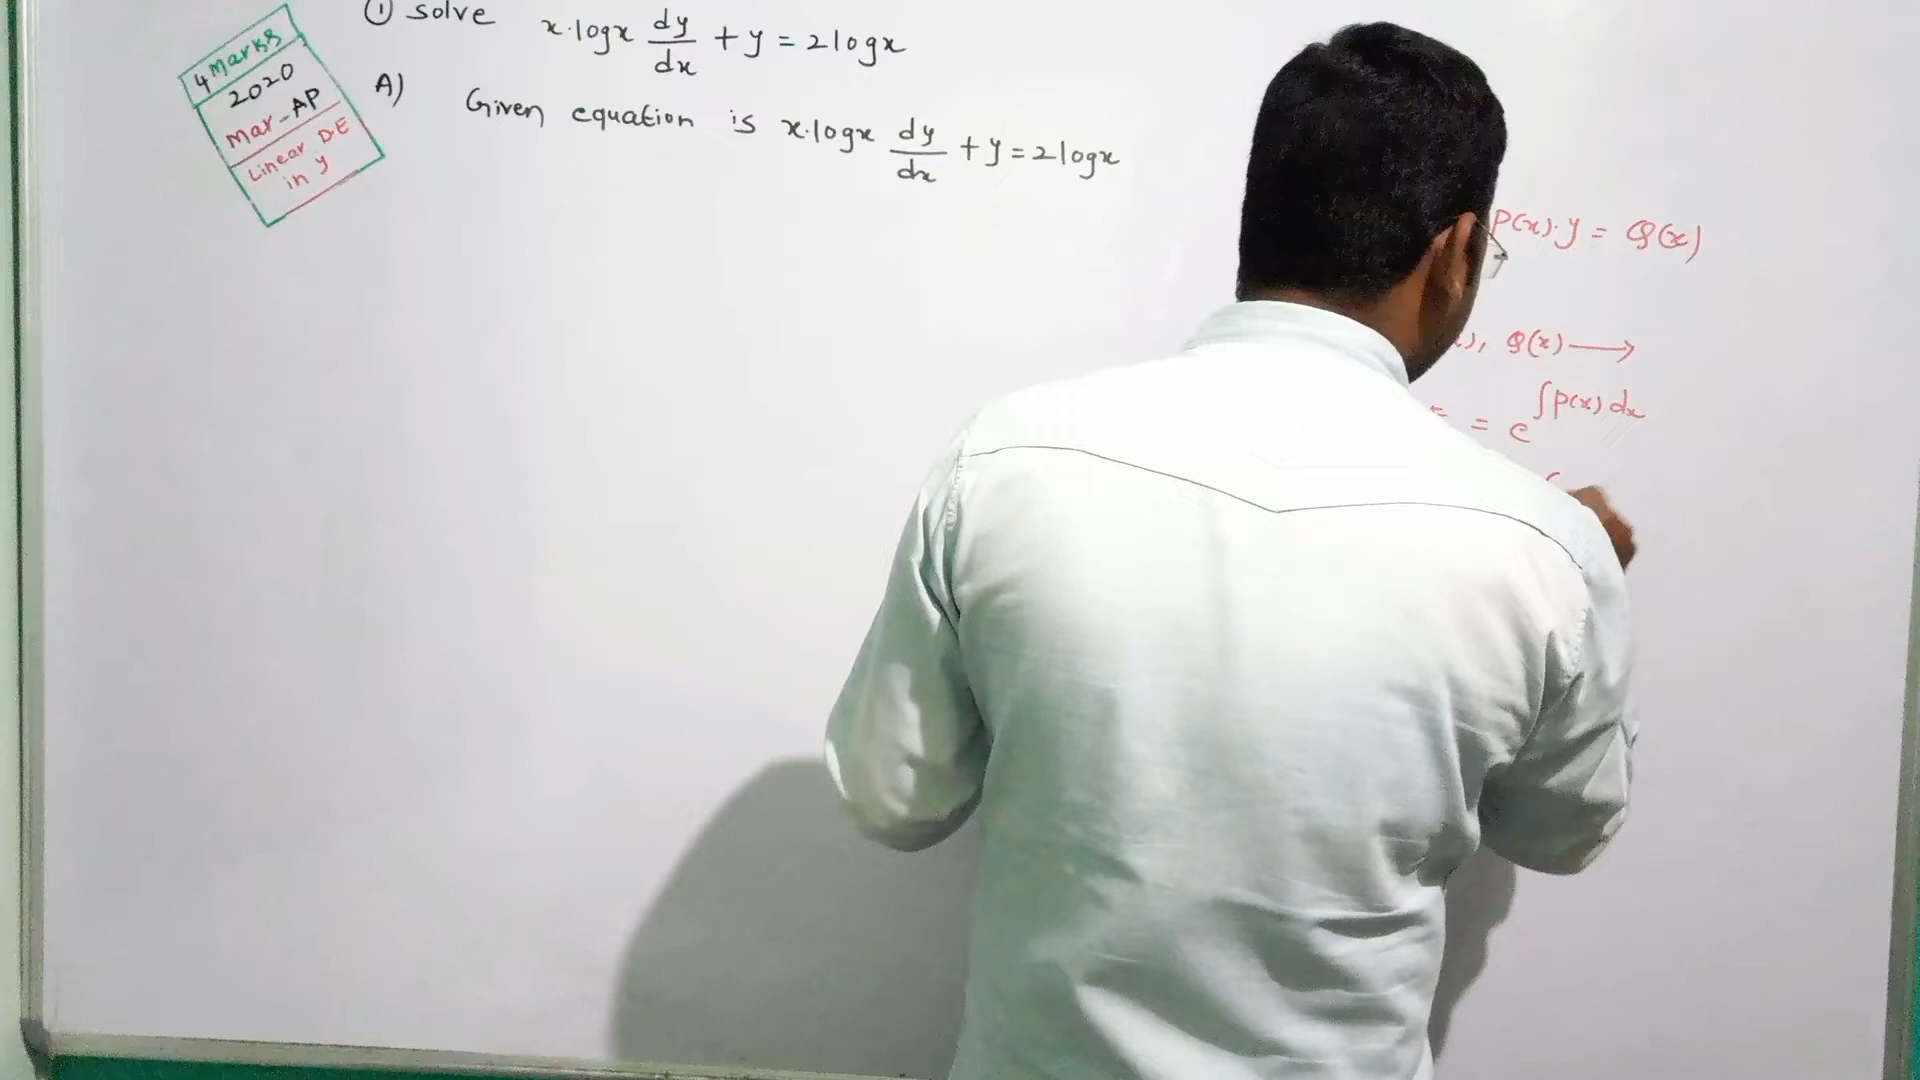 ① solve x·logx dy/dx + y = 2logx
4 Marks
2020
Mar-AP
Linear D·E
in y
A) Given equation is x·logx dy/dx + y = 2logx
P(x)·y = Q(x)
, Q(x) ⟶
= e^∫P(x) dx